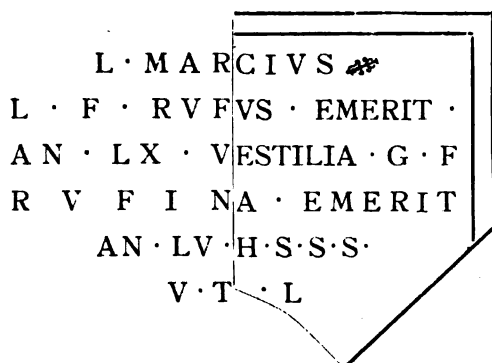 L · MARCIVS
L · F · RVFVS · EMERIT ·
AN · LX · VESTILIA · G · F
RVFINA · EMERIT
AN · LV · H · S · S · S ·
V · T · L